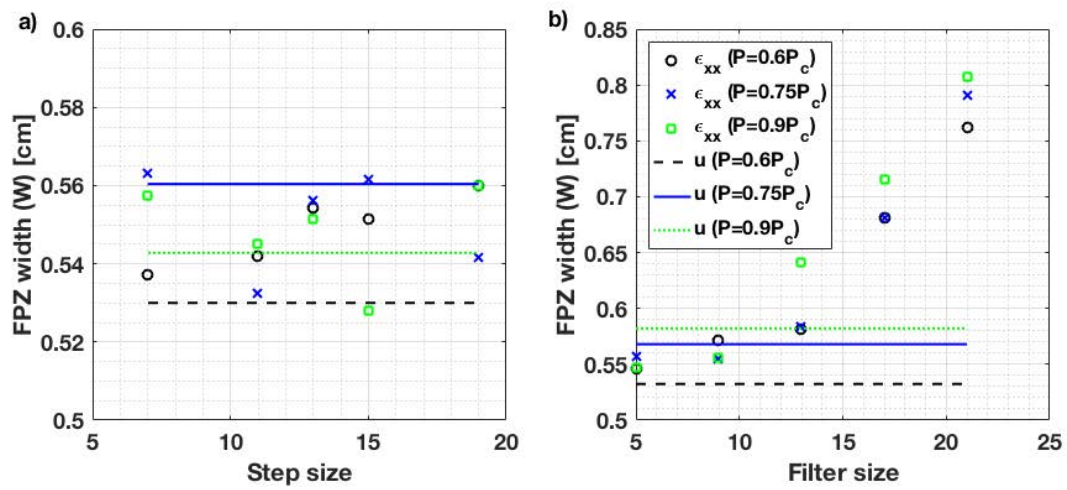 a)
0.6
0.58
0.56
0.54
0.52
0.5
FPZ width (W) [cm]
5
10
15
20
Step size
b)
0.85
0.8
0.75
0.7
0.65
0.6
0.55
0.5
FPZ width (W) [cm]
ϵxx (P=0.6Pc)
ϵxx (P=0.75Pc)
ϵxx (P=0.9Pc)
u (P=0.6Pc)
u (P=0.75Pc)
u (P=0.9Pc)
5
10
15
20
25
Filter size